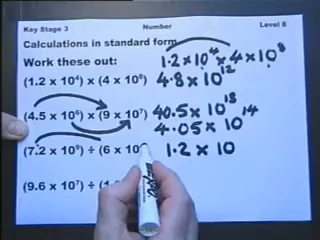 Key Stage 3 Number Level 8
Calculations in standard form
Work these out: 1.2 x 10⁴ x 4 x 10⁸
(1.2 x 10⁴) x (4 x 10⁸) 4.8 x 10¹²
(4.5 x 10⁶) x (9 x 10⁷) 40.5 x 10¹³
4.05 x 10¹⁴
(7.2 x 10⁹) ÷ (6 x 10 1.2 x 10
(9.6 x 10⁷) ÷ (1.